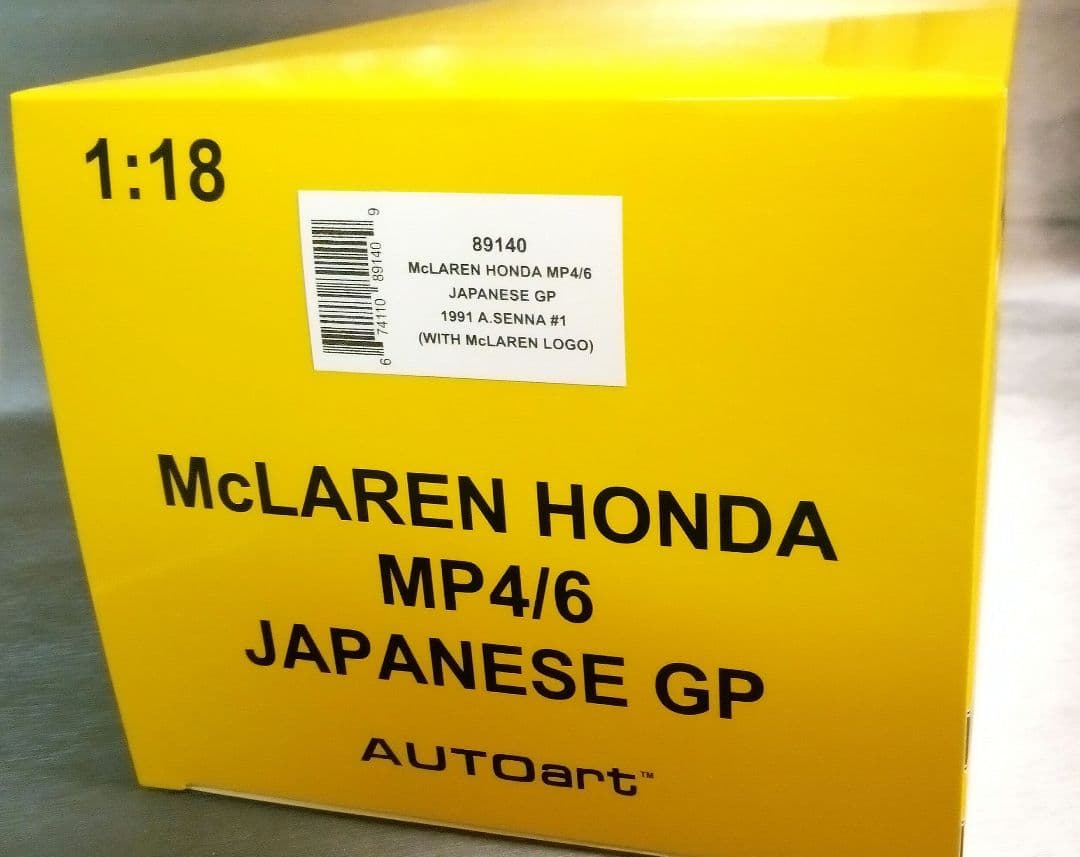 1:18
6 74110 89140 9
89140
McLAREN HONDA MP4/6
JAPANESE GP
1991 A.SENNA #1
(WITH McLAREN LOGO)
McLAREN HONDA
MP4/6
JAPANESE GP
AUTOart™